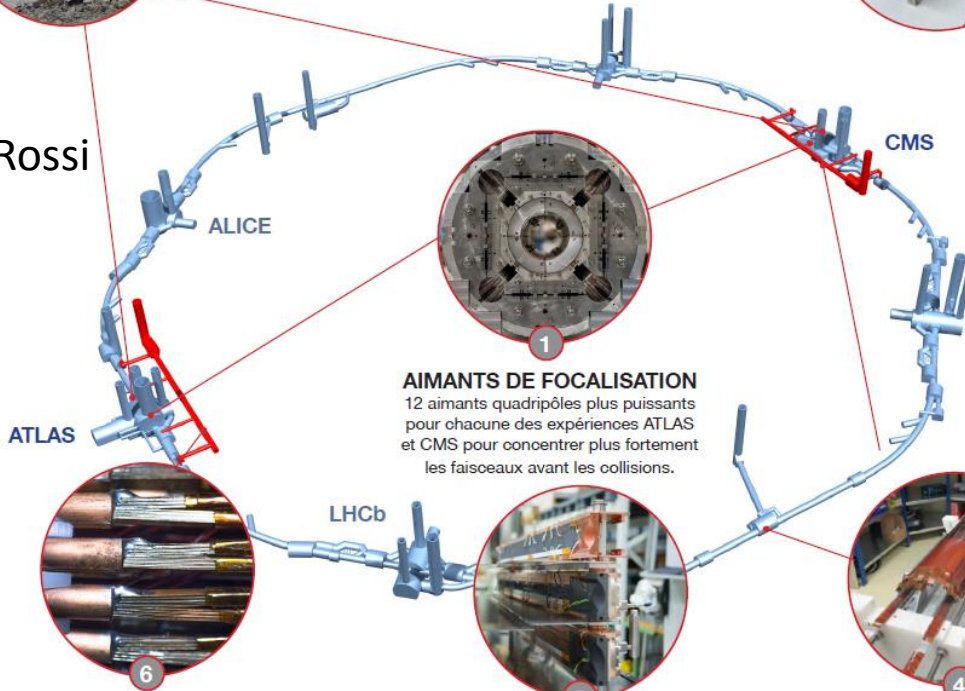 Rossi
CMS
ALICE
1
AIMANTS DE FOCALISATION
12 aimants quadripôles plus puissants
pour chacune des expériences ATLAS
et CMS pour concentrer plus fortement
les faisceaux avant les collisions.
ATLAS
LHCb
6
4